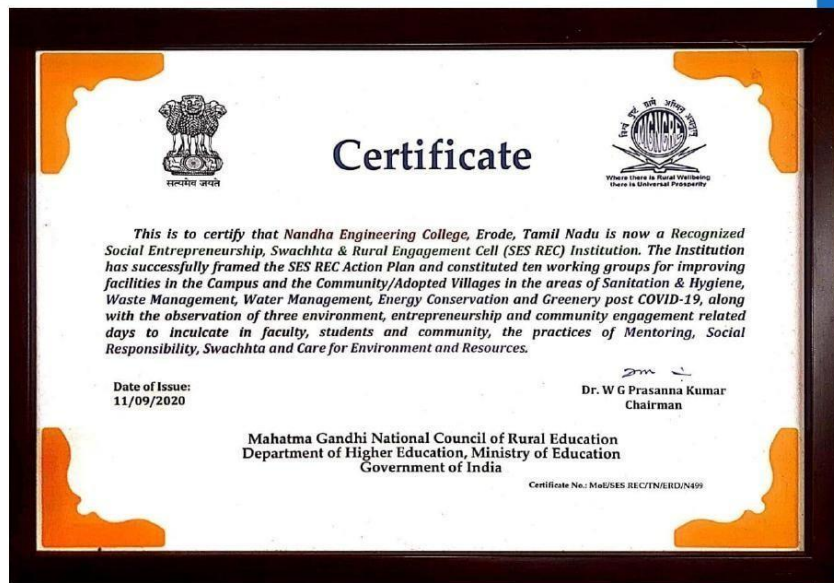 Certificate
सत्यमेव जयते
MGNCRE
Where there is Rural Wellbeing
there is Universal Prosperity
This is to certify that Nandha Engineering College, Erode, Tamil Nadu is now a Recognized
Social Entrepreneurship, Swachhta & Rural Engagement Cell (SES REC) Institution. The Institution
has successfully framed the SES REC Action Plan and constituted ten working groups for improving
facilities in the Campus and the Community/Adopted Villages in the areas of Sanitation & Hygiene,
Waste Management, Water Management, Energy Conservation and Greenery post COVID-19, along
with the observation of three environment, entrepreneurship and community engagement related
days to inculcate in faculty, students and community, the practices of Mentoring, Social
Responsibility, Swachhta and Care for Environment and Resources.
Date of Issue:
11/09/2020
Dr. W G Prasanna Kumar
Chairman
Mahatma Gandhi National Council of Rural Education
Department of Higher Education, Ministry of Education
Government of India
Certificate No.: MoE/SES REC/TN/ERD/N499